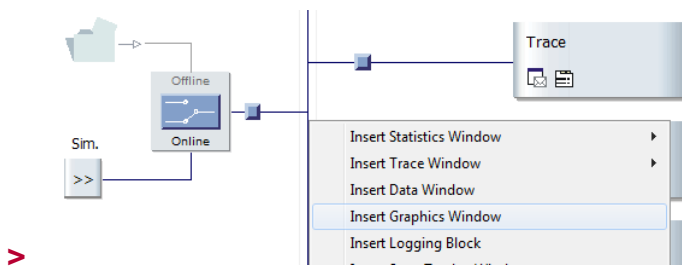 Trace
Offline
Online
Sim.
>>
Insert Statistics Window
Insert Trace Window
Insert Data Window
Insert Graphics Window
Insert Logging Block
>